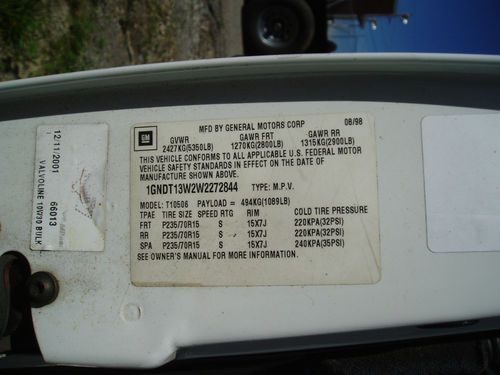 GM
MFD BY GENERAL MOTORS CORP 08/98
GVWR GAWR FRT GAWR RR
2427KG(5350LB) 1270KG(2800LB) 1315KG(2900LB)
THIS VEHICLE CONFORMS TO ALL APPLICABLE U.S. FEDERAL MOTOR
VEHICLE SAFETY STANDARDS IN EFFECT ON THE DATE OF
MANUFACTURE SHOWN ABOVE.
1GNDT13W2W2272844 TYPE: M.P.V.
MODEL: T10506 PAYLOAD = 494KG(1089LB)
TPAE TIRE SIZE SPEED RTG RIM COLD TIRE PRESSURE
FRT P235/70R15 S 15X7J 220KPA(32PSI)
RR P235/70R15 S 15X7J 220KPA(32PSI)
SPA P235/70R15 S 15X7J 240KPA(35PSI)
SEE OWNER'S MANUAL FOR MORE INFORMATION
12/11/2001 66013
VALVOLINE 10W30 BULK